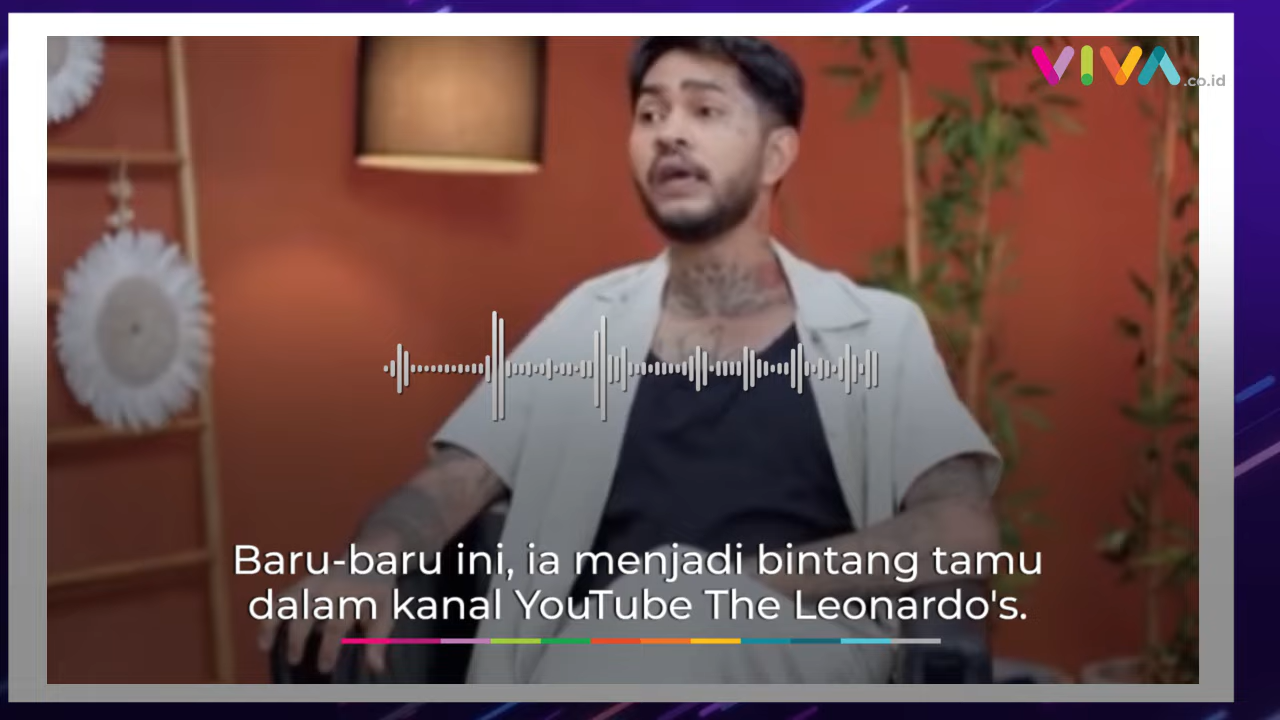 VIVA.co.id
Baru-baru ini, ia menjadi bintang tamu
dalam kanal YouTube The Leonardo's.